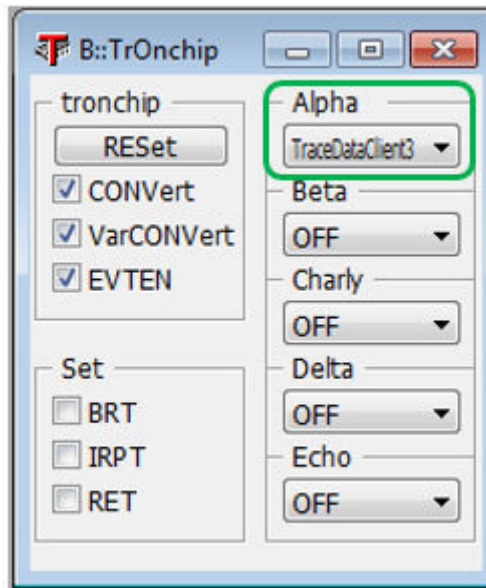 B::TrOnchip
tronchip
RESet
CONVert
VarCONVert
EVTEN
Set
BRT
IRPT
RET
Alpha
TraceDataClient3
Beta
OFF
Charly
OFF
Delta
OFF
Echo
OFF